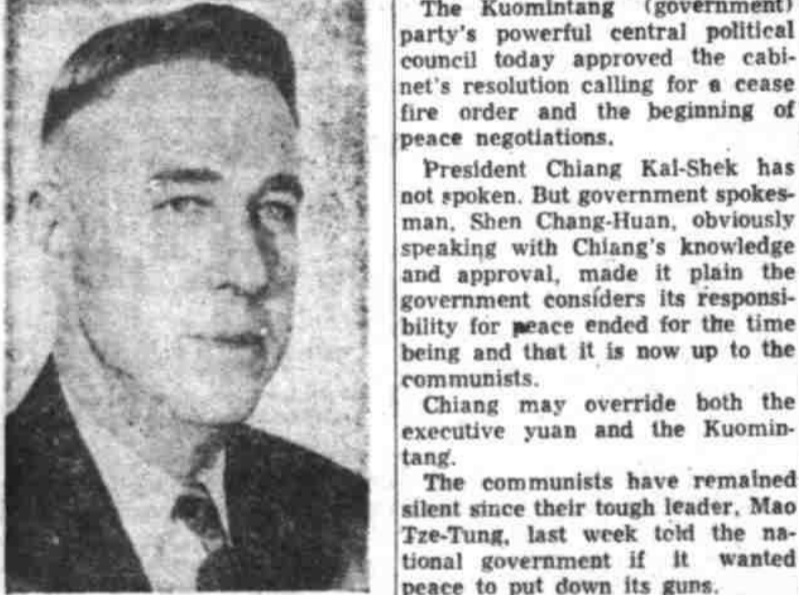 The Kuomintang (government)
party's powerful central political
council today approved the cabi-
net's resolution calling for a cease
fire order and the beginning of
peace negotiations.
President Chiang Kai-Shek has
not spoken. But government spokes-
man, Shen Chang-Huan, obviously
speaking with Chiang's knowledge
and approval, made it plain the
government considers its responsi-
bility for peace ended for the time
being and that it is now up to the
communists.
Chiang may override both the
executive yuan and the Kuomin-
tang.
The communists have remained
silent since their tough leader, Mao
Tze-Tung, last week told the na-
tional government if it wanted
peace to put down its guns.